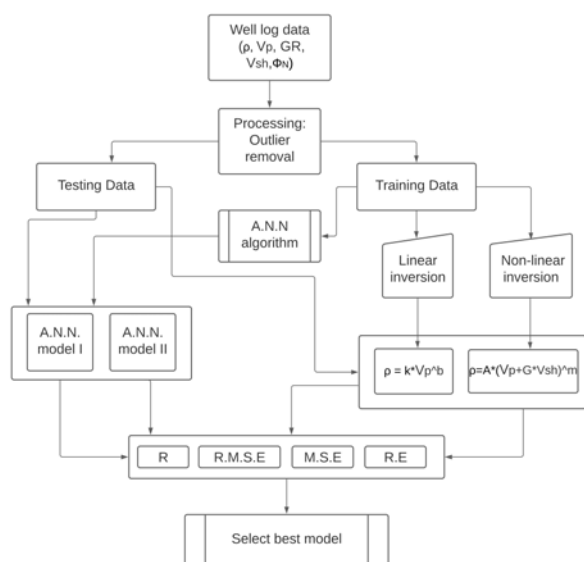 Well log data
(ρ, Vp, GR,
Vsh,ΦN)
Processing:
Outlier
removal
Testing Data
Training Data
A.N.N
algorithm
Linear
inversion
Non-linear
inversion
A.N.N.
model I
A.N.N.
model II
ρ = k*Vp^b
ρ=A*(Vp+G*Vsh)^m
R
R.M.S.E
M.S.E
R.E
Select best model